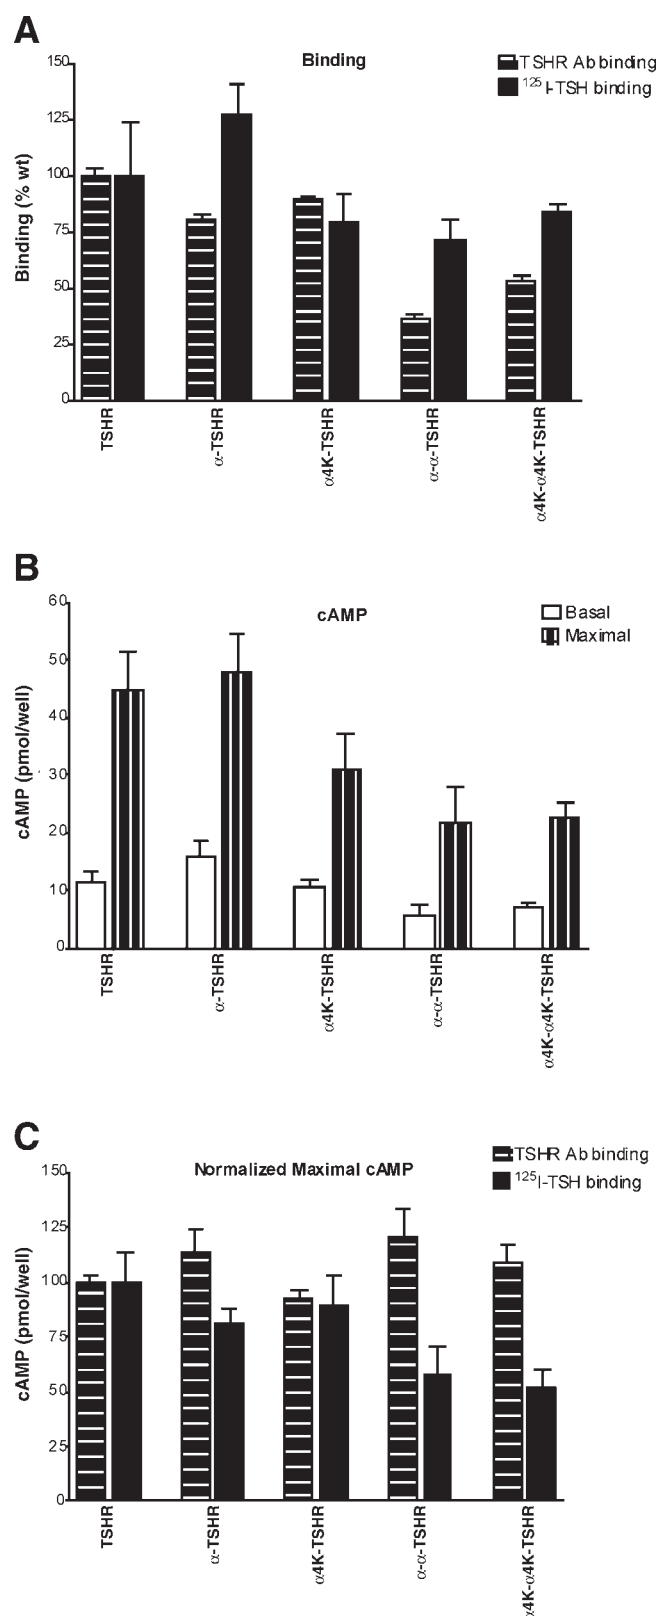 A
Binding
TSHR Ab binding
¹²⁵I-TSH binding
Binding (% wt)
150
125
100
75
50
25
0
TSHR
α-TSHR
α4K-TSHR
α-α-TSHR
α4K-α4K-TSHR
B
cAMP
Basal
Maximal
cAMP (pmol/well)
60
50
40
30
20
10
0
TSHR
α-TSHR
α4K-TSHR
α-α-TSHR
α4K-α4K-TSHR
C
Normalized Maximal cAMP
TSHR Ab binding
¹²⁵I-TSH binding
cAMP (pmol/well)
150
125
100
75
50
25
0
TSHR
α-TSHR
α4K-TSHR
α-α-TSHR
α4K-α4K-TSHR